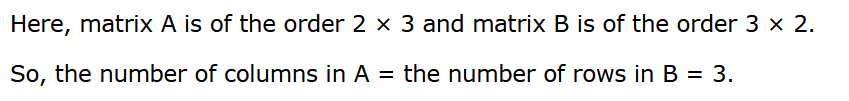 Here, matrix A is of the order 2 × 3 and matrix B is of the order 3 × 2.
So, the number of columns in A = the number of rows in B = 3.